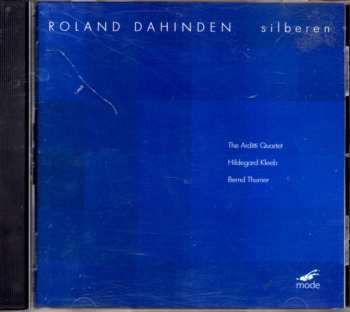 ROLAND DAHINDEN silberen
The Arditti Quartet
Hildegard Kleeb
Bernd Thurner
mode